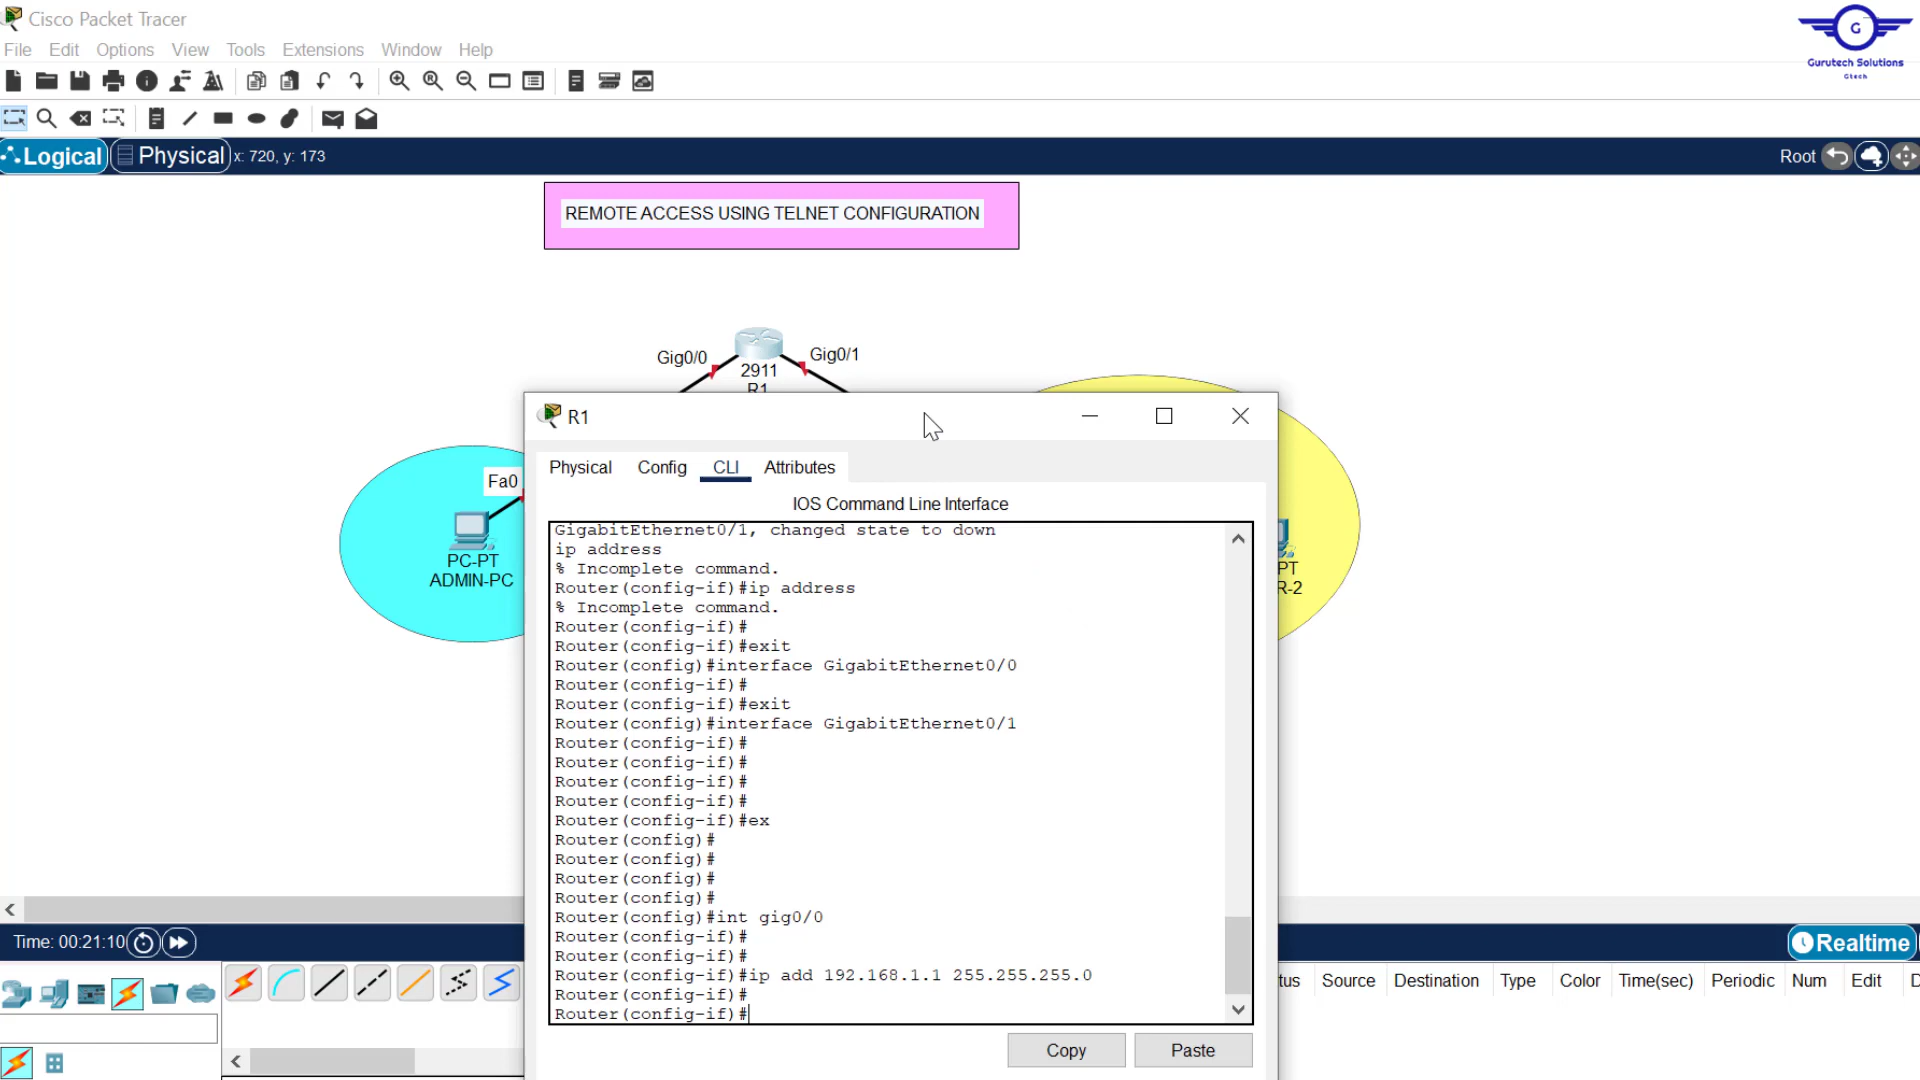 Cisco Packet Tracer
File Edit Options View Tools Extensions Window Help
G
Gurutech Solutions
Gtech
Logical Physical x: 720, y: 173
Root
REMOTE ACCESS USING TELNET CONFIGURATION
Gig0/0 Gig0/1
2911
R1
R1
Physical Config CLI Attributes
IOS Command Line Interface
Fa0
PC-PT
ADMIN-PC
PT
R-2
GigabitEthernet0/1, changed state to down
ip address
% Incomplete command.
Router(config-if)#ip address
% Incomplete command.
Router(config-if)#
Router(config-if)#exit
Router(config)#interface GigabitEthernet0/0
Router(config-if)#
Router(config-if)#exit
Router(config)#interface GigabitEthernet0/1
Router(config-if)#
Router(config-if)#
Router(config-if)#
Router(config-if)#
Router(config-if)#ex
Router(config)#
Router(config)#
Router(config)#
Router(config)#
Router(config)#int gig0/0
Router(config-if)#
Router(config-if)#
Router(config-if)#ip add 192.168.1.1 255.255.255.0
Router(config-if)#
Router(config-if)#
Copy Paste
Time: 00:21:10
Realtime
tus Source Destination Type Color Time(sec) Periodic Num Edit D